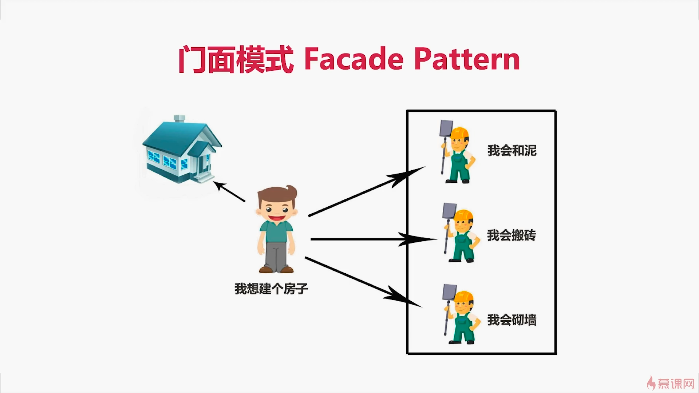 门面模式 Facade Pattern
我会和泥
我会搬砖
我想建个房子
我会砌墙
慕课网